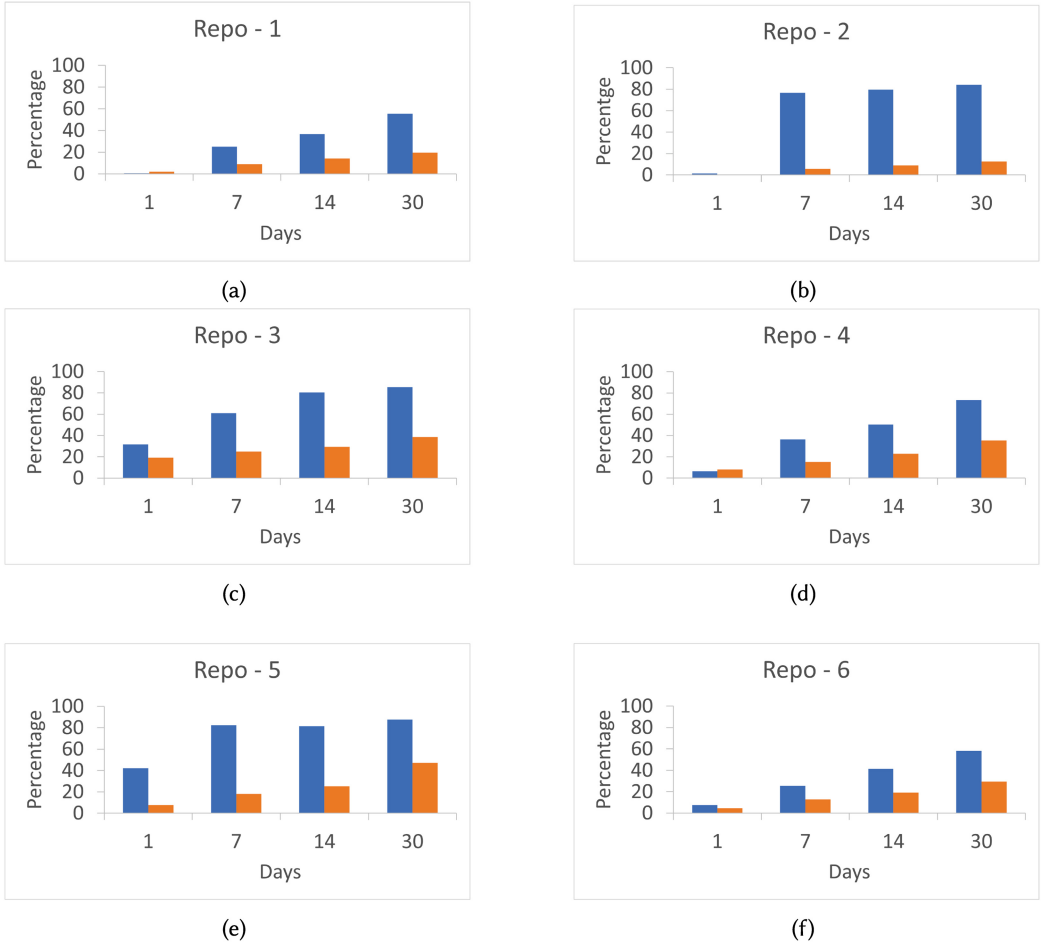 Repo - 1
Percentage
100
80
60
40
20
0
1 7 14 30
Days
(a)
Repo - 2
Percentge
100
80
60
40
20
0
1 7 14 30
Days
(b)
Repo - 3
Percentage
100
80
60
40
20
0
1 7 14 30
Days
(c)
Repo - 4
Percentage
100
80
60
40
20
0
1 7 14 30
Days
(d)
Repo - 5
Percentage
100
80
60
40
20
0
1 7 14 30
Days
(e)
Repo - 6
Percentage
100
80
60
40
20
0
1 7 14 30
Days
(f)